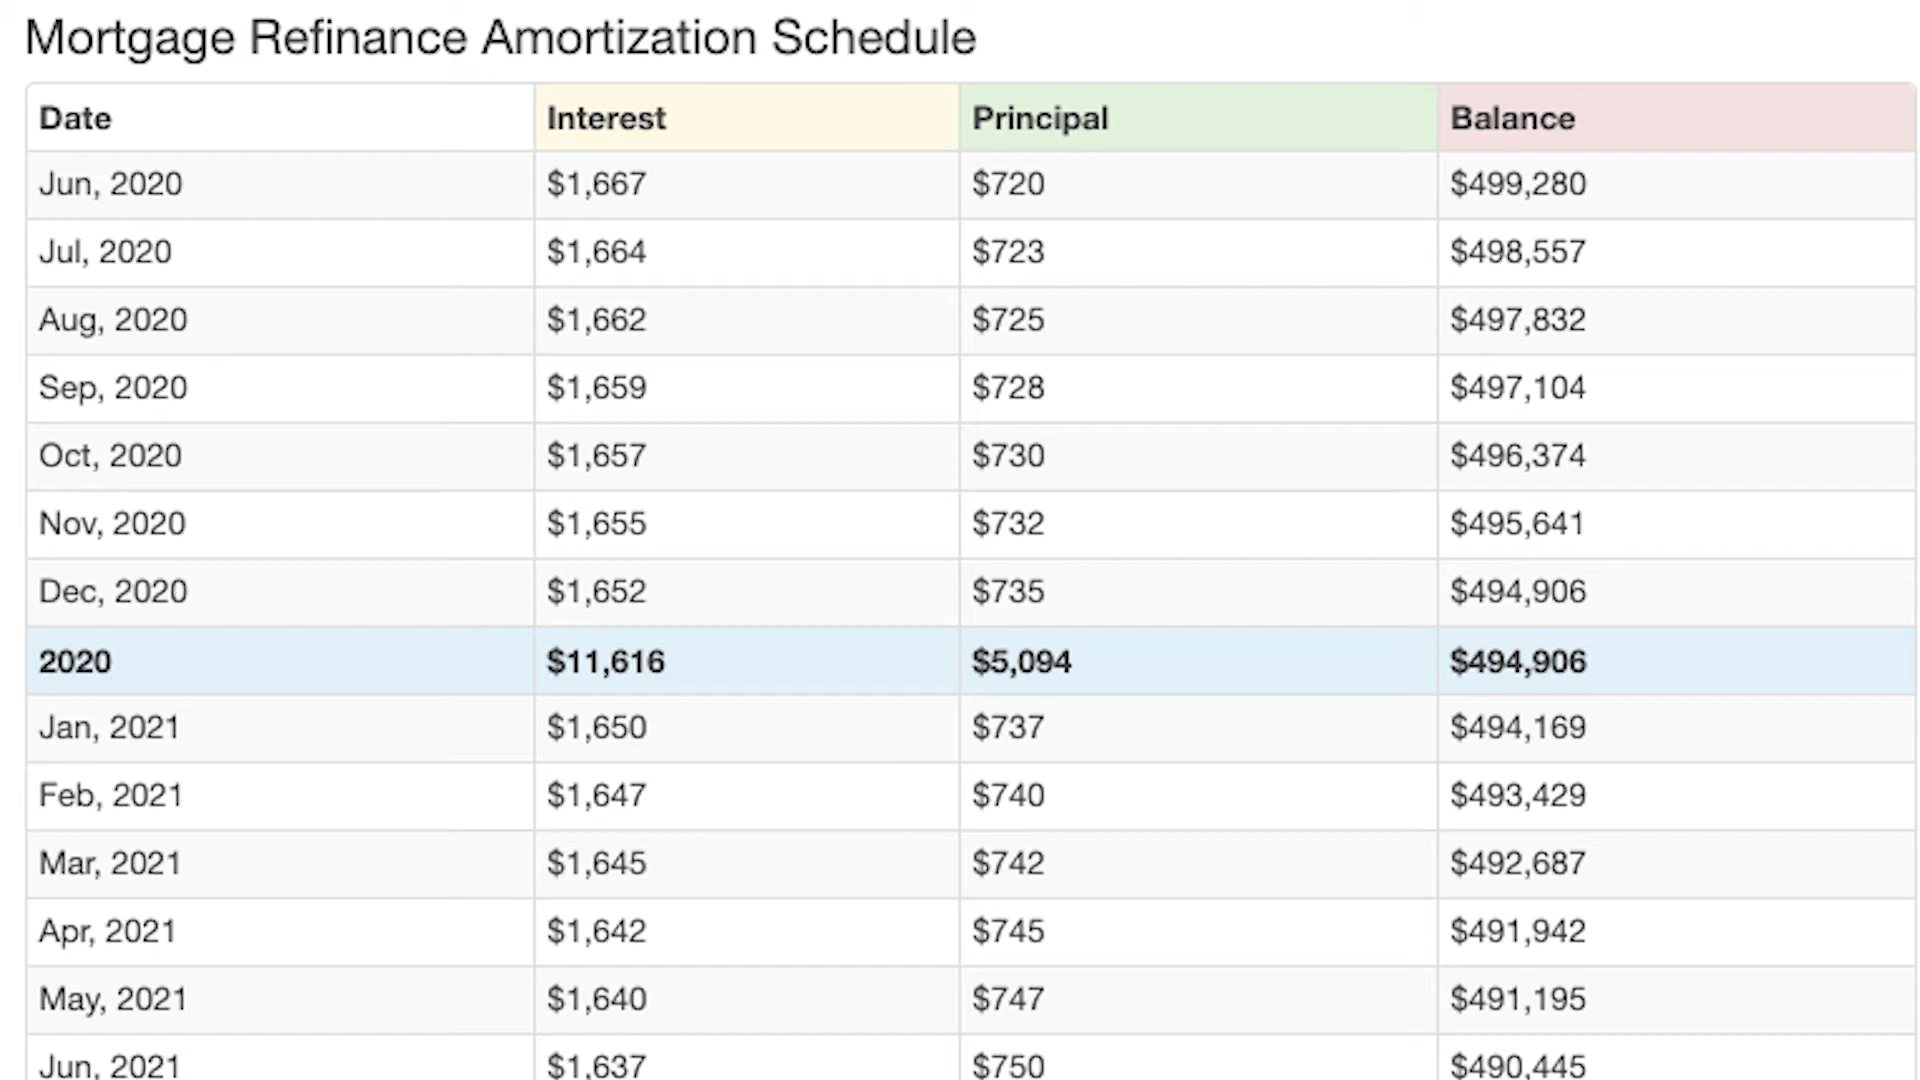 Mortgage Refinance Amortization Schedule
Date Interest Principal Balance
Jun, 2020 $1,667 $720 $499,280
Jul, 2020 $1,664 $723 $498,557
Aug, 2020 $1,662 $725 $497,832
Sep, 2020 $1,659 $728 $497,104
Oct, 2020 $1,657 $730 $496,374
Nov, 2020 $1,655 $732 $495,641
Dec, 2020 $1,652 $735 $494,906
2020 $11,616 $5,094 $494,906
Jan, 2021 $1,650 $737 $494,169
Feb, 2021 $1,647 $740 $493,429
Mar, 2021 $1,645 $742 $492,687
Apr, 2021 $1,642 $745 $491,942
May, 2021 $1,640 $747 $491,195
Jun, 2021 $1,637 $750 $490,445